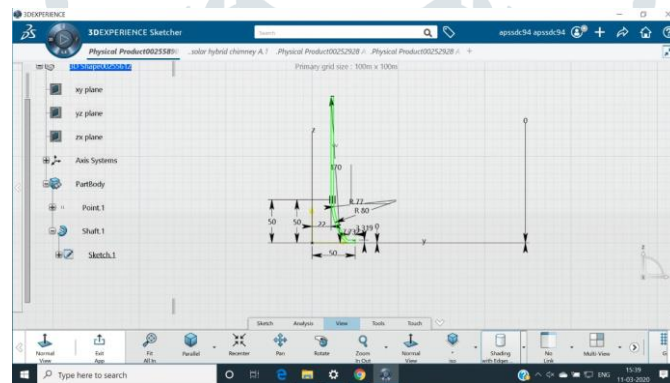 3DEXPERIENCE
3DEXPERIENCE Sketcher
Search
apssdc94 apssdc94
Physical Product0025589
..solar hybrid chimney A.1
.Physical Product00252928 A
.Physical Product00252928 A
Primary grid size : 100m x 100m
xy plane
yz plane
zx plane
Axis Systems
PartBody
Point.1
Shaft.1
Sketch.1
z
170
0
R 77
R 80
50
50
22
0
50
y
Sketch
Analysis
View
Tools
Touch
Normal View
Exit App
Fit All In
Parallel
Recenter
Pan
Rotate
Zoom In Out
Normal View
Iso
Shading with Edges
No Link
Multi-View
Type here to search
ENG
15:39
11-03-2020